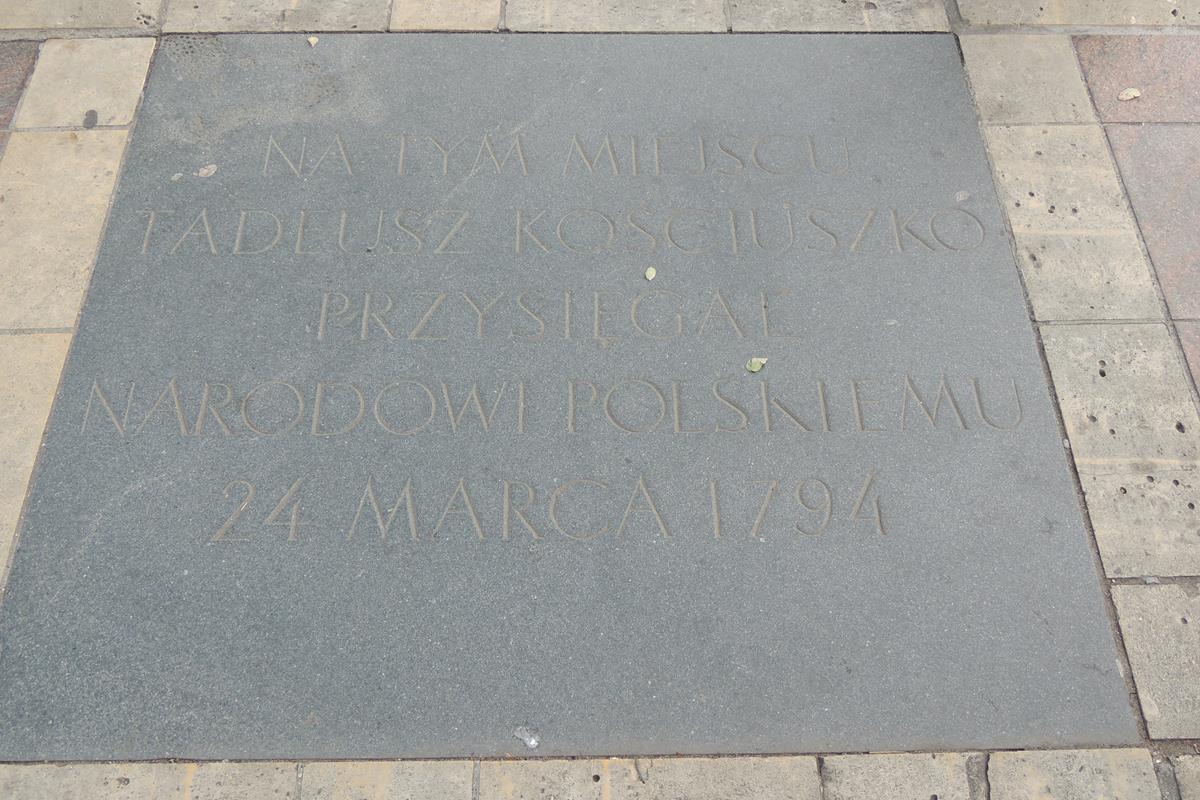 NA TYM MIEJSCU
TADEUSZ KOŚCIUSZKO
PRZYSIĘGAŁ
NARODOWI POLSKIEMU
24 MARCA 1794